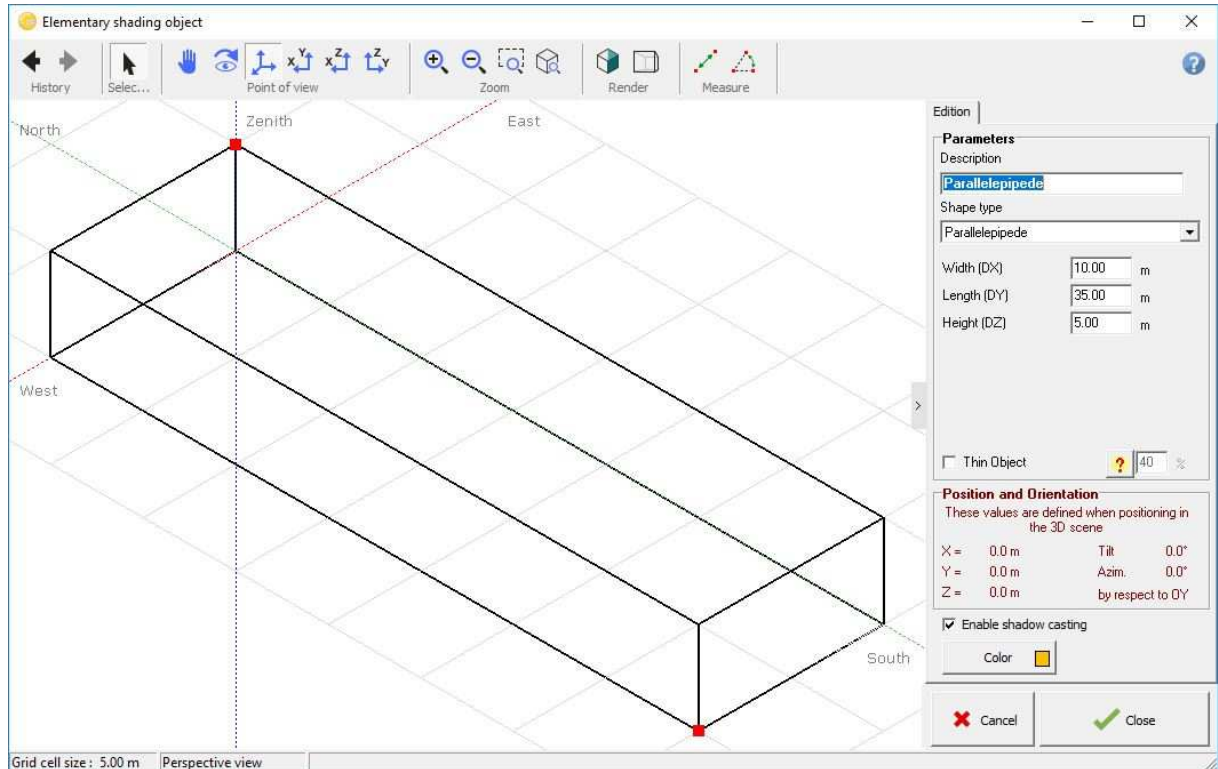 Elementary shading object
History
Selec...
Point of view
Zoom
Render
Measure
North
Zenith
East
West
South
Edition
Parameters
Description
Parallelepipede
Shape type
Parallelepipede
Width (DX) 10.00 m
Length (DY) 35.00 m
Height (DZ) 5.00 m
Thin Object ? 40 %
Position and Orientation
These values are defined when positioning in
the 3D scene
X = 0.0 m Tilt 0.0°
Y = 0.0 m Azim. 0.0°
Z = 0.0 m by respect to OY
Enable shadow casting
Color
Cancel Close
Grid cell size : 5.00 m Perspective view